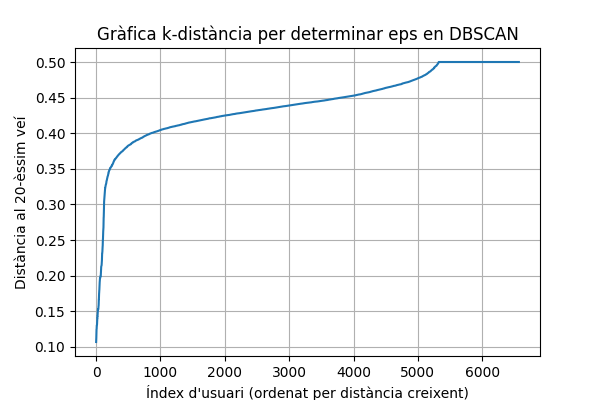 Gràfica k-distància per determinar eps en DBSCAN
0.50
0.45
0.40
0.35
0.30
0.25
0.20
0.15
0.10
Distància al 20-èssim veí
0 1000 2000 3000 4000 5000 6000
Índex d'usuari (ordenat per distància creixent)